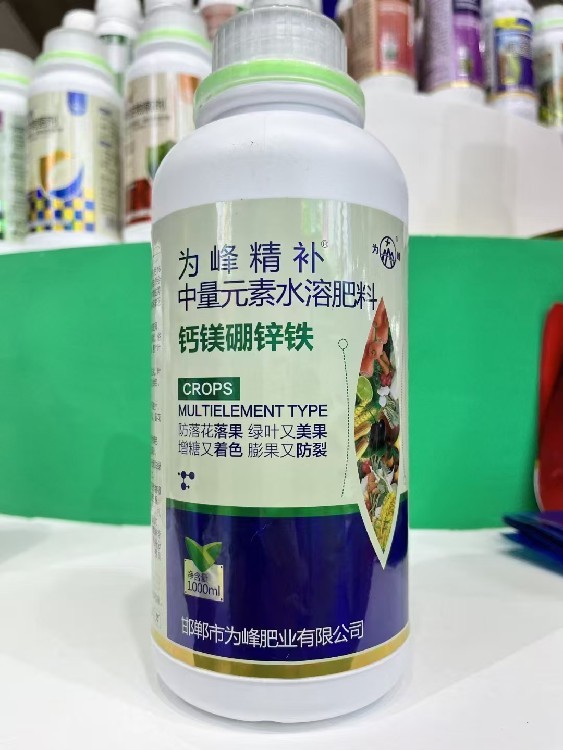 为峰精补®
中量元素水溶肥料
钙镁硼锌铁
CROPS
MULTIELEMENT TYPE
防落花落果 绿叶又美果
增糖又着色 膨果又防裂
净含量
1000ml
邯郸市为峰肥业有限公司
为
峰